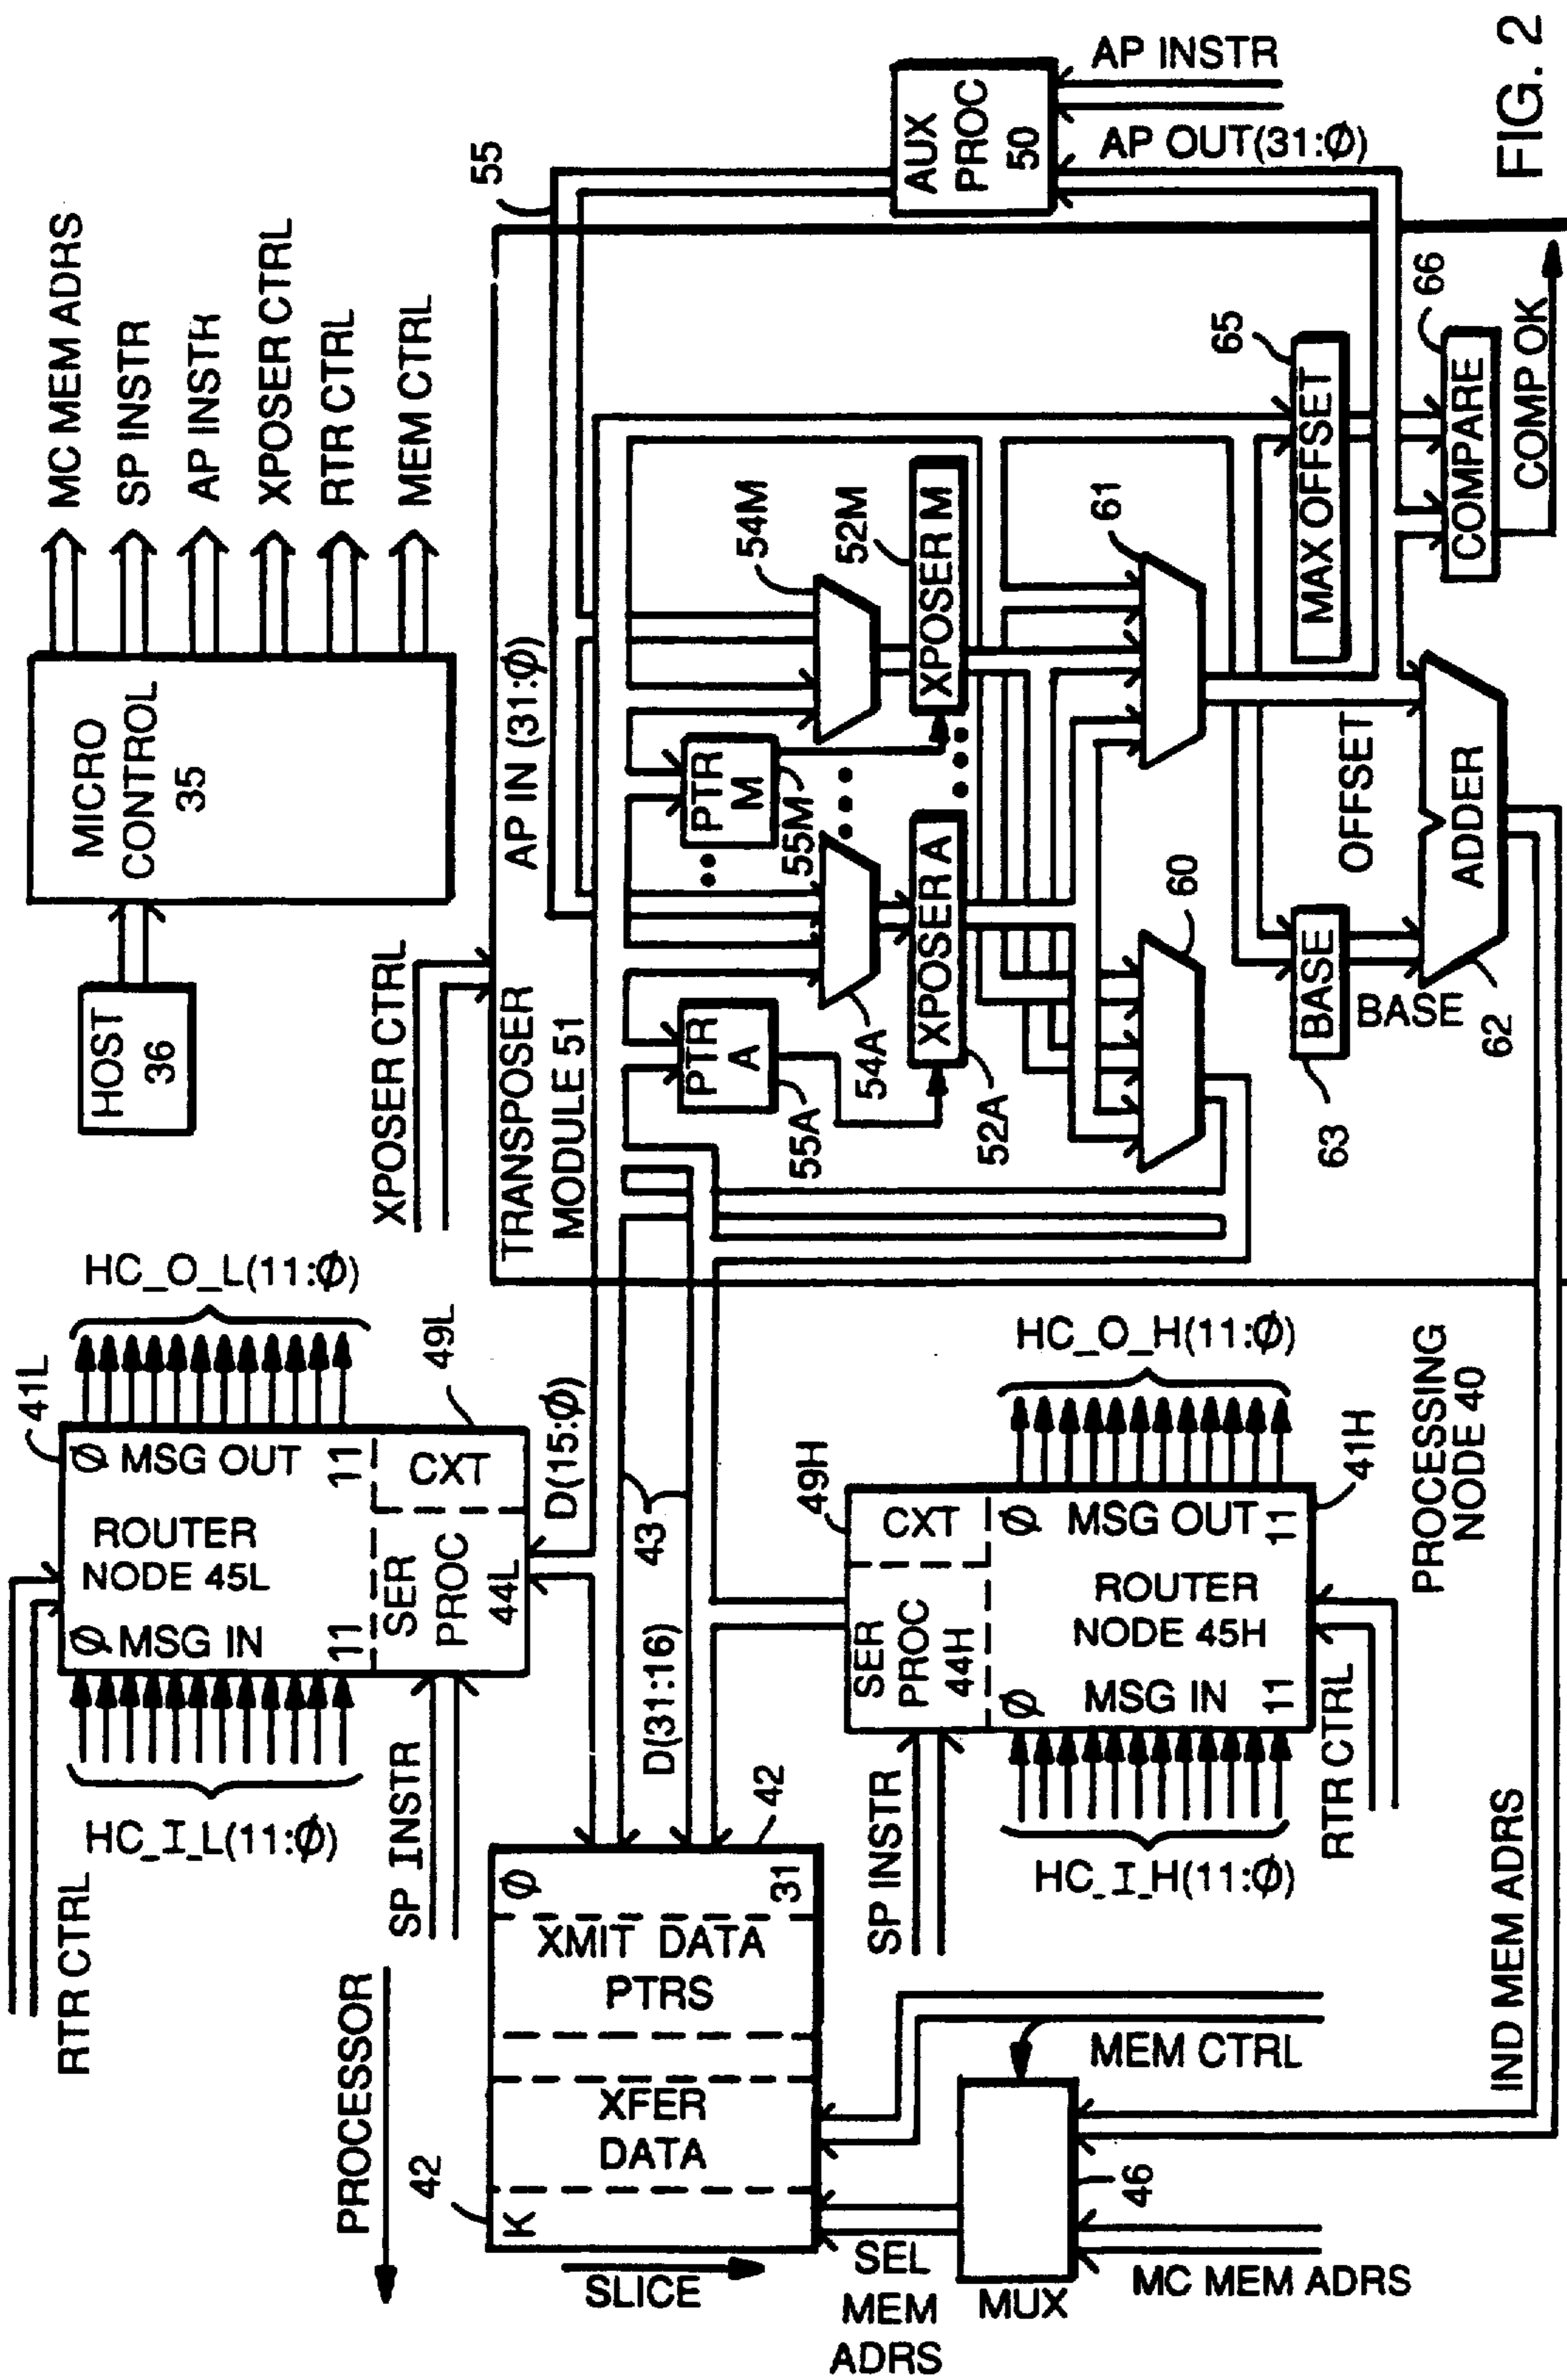 RTR CTRL
HC_I_L(11:Ø)
41L
HC_O_L(11:Ø)
Ø MSG IN
11
ROUTER
NODE 45L
Ø MSG OUT
11
SER
PROC
44L
CXT
49L
SP INSTR
D(15:Ø)
HOST
36
MICRO
CONTROL
35
MC MEM ADRS
SP INSTR
AP INSTR
XPOSER CTRL
RTR CTRL
MEM CTRL
XPOSER CTRL
PROCESSOR
42
K
XFER
DATA
XMIT DATA
PTRS
Ø
31
42
SLICE
SEL
MEM
ADRS
MUX
46
MEM CTRL
MC MEM ADRS
IND MEM ADRS
43
D(31:16)
SP INSTR
SER
PROC
44H
CXT
49H
Ø
MSG IN
11
ROUTER
NODE 45H
Ø
MSG OUT
11
41H
HC_I_H(11:Ø)
HC_O_H(11:Ø)
RTR CTRL
PROCESSING
NODE 40
TRANSPOSER
MODULE 51
AP IN (31:Ø)
55
PTR
A
55A
54A
PTR
M
55M
54M
XPOSER A
52A
XPOSER M
52M
60
61
BASE
63
BASE
OFFSET
ADDER
62
MAX OFFSET
65
COMPARE
66
COMP OK
AUX
PROC
50
AP INSTR
AP OUT(31:Ø)
FIG. 2